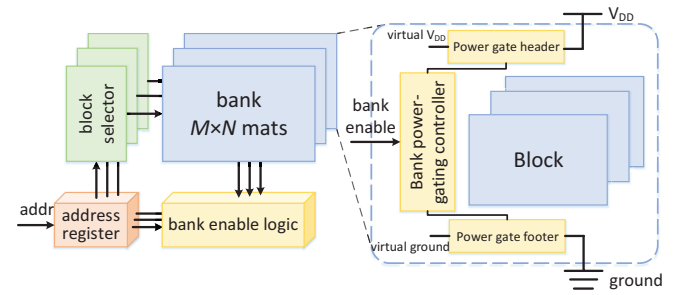 V_DD
virtual V_DD
Power gate header
block
selector
bank
M×N mats
bank
enable
Bank power-
gating controller
Block
addr
address
register
bank enable logic
virtual ground
Power gate footer
ground